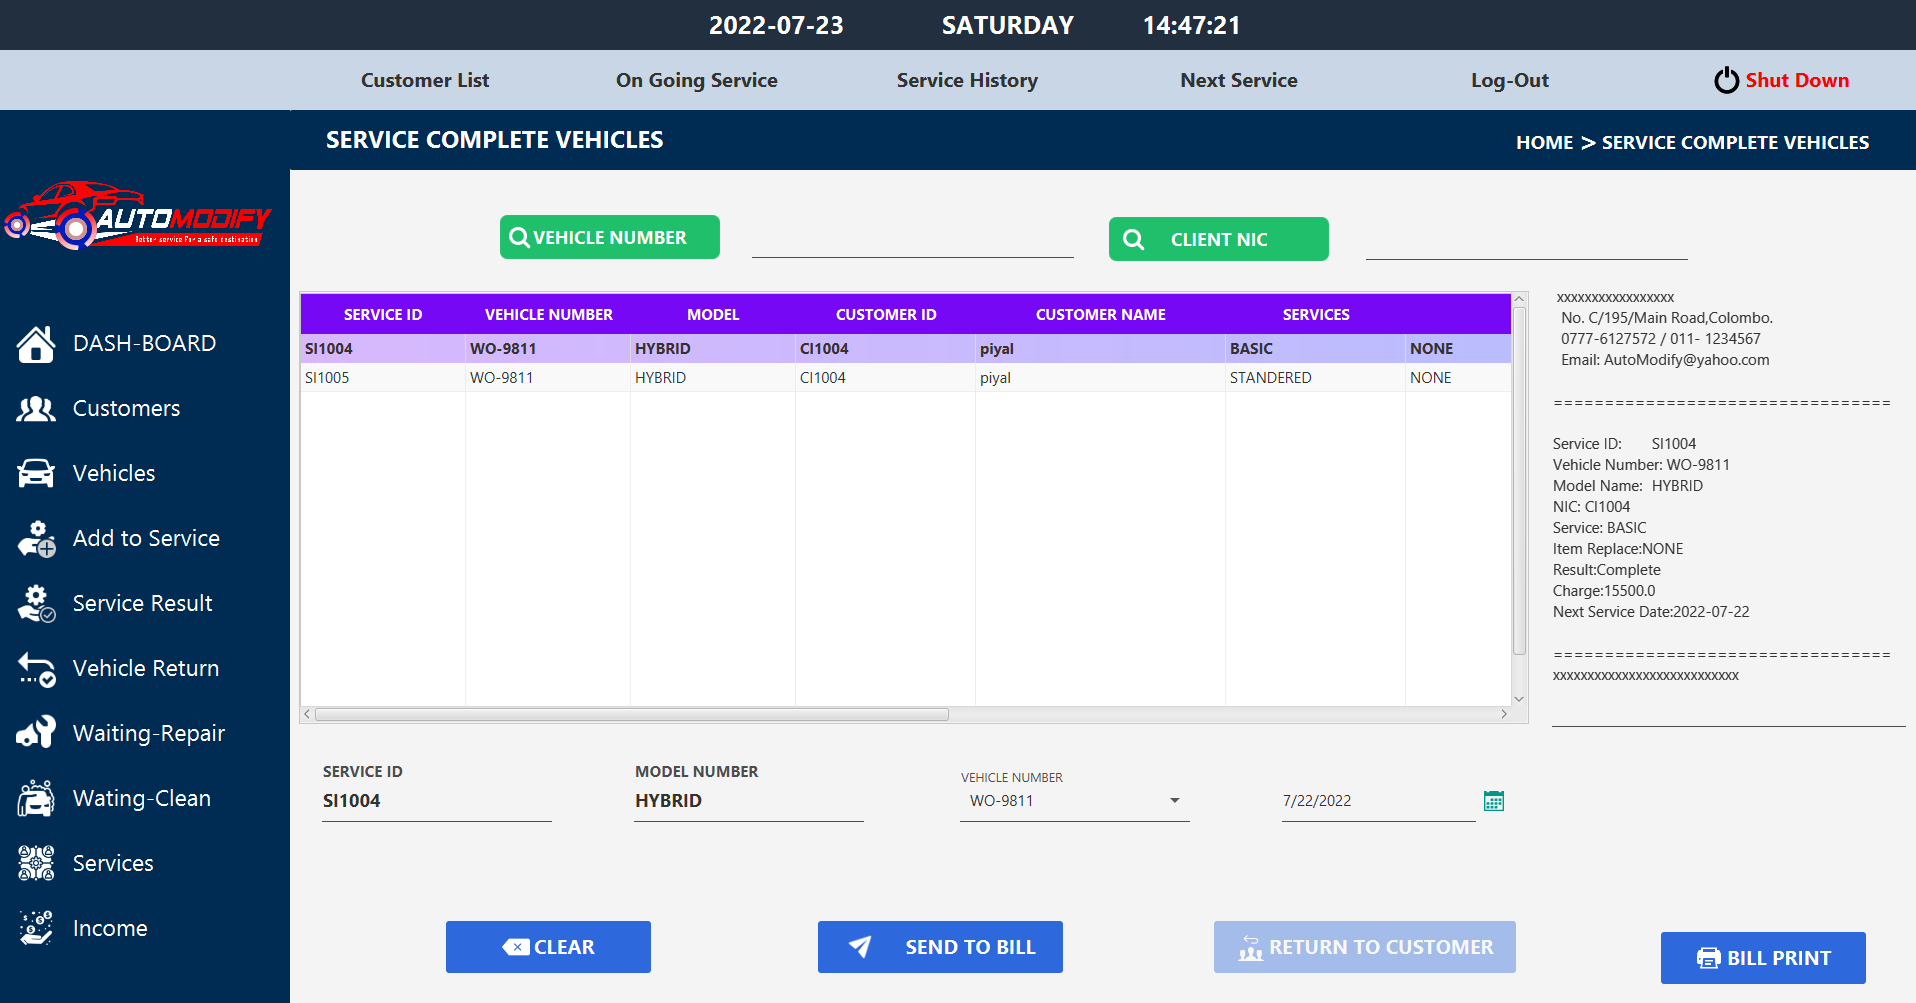 2022-07-23 SATURDAY 14:47:21
Customer List On Going Service Service History Next Service Log-Out Shut Down
SERVICE COMPLETE VEHICLES
HOME > SERVICE COMPLETE VEHICLES
AUTOMODIFY
Better service For a safe destination
DASH-BOARD
Customers
Vehicles
Add to Service
Service Result
Vehicle Return
Waiting-Repair
Wating-Clean
Services
Income
VEHICLE NUMBER
CLIENT NIC
SERVICE ID VEHICLE NUMBER MODEL CUSTOMER ID CUSTOMER NAME SERVICES
SI1004 WO-9811 HYBRID CI1004 piyal BASIC NONE
SI1005 WO-9811 HYBRID CI1004 piyal STANDERED NONE
xxxxxxxxxxxxxxxxx
No. C/195/Main Road,Colombo.
0777-6127572 / 011- 1234567
Email: AutoModify@yahoo.com
=================================
Service ID: SI1004
Vehicle Number: WO-9811
Model Name: HYBRID
NIC: CI1004
Service: BASIC
Item Replace:NONE
Result:Complete
Charge:15500.0
Next Service Date:2022-07-22
=================================
xxxxxxxxxxxxxxxxxxxxxxxxxxx
SERVICE ID
SI1004
MODEL NUMBER
HYBRID
VEHICLE NUMBER
WO-9811
7/22/2022
CLEAR
SEND TO BILL
RETURN TO CUSTOMER
BILL PRINT